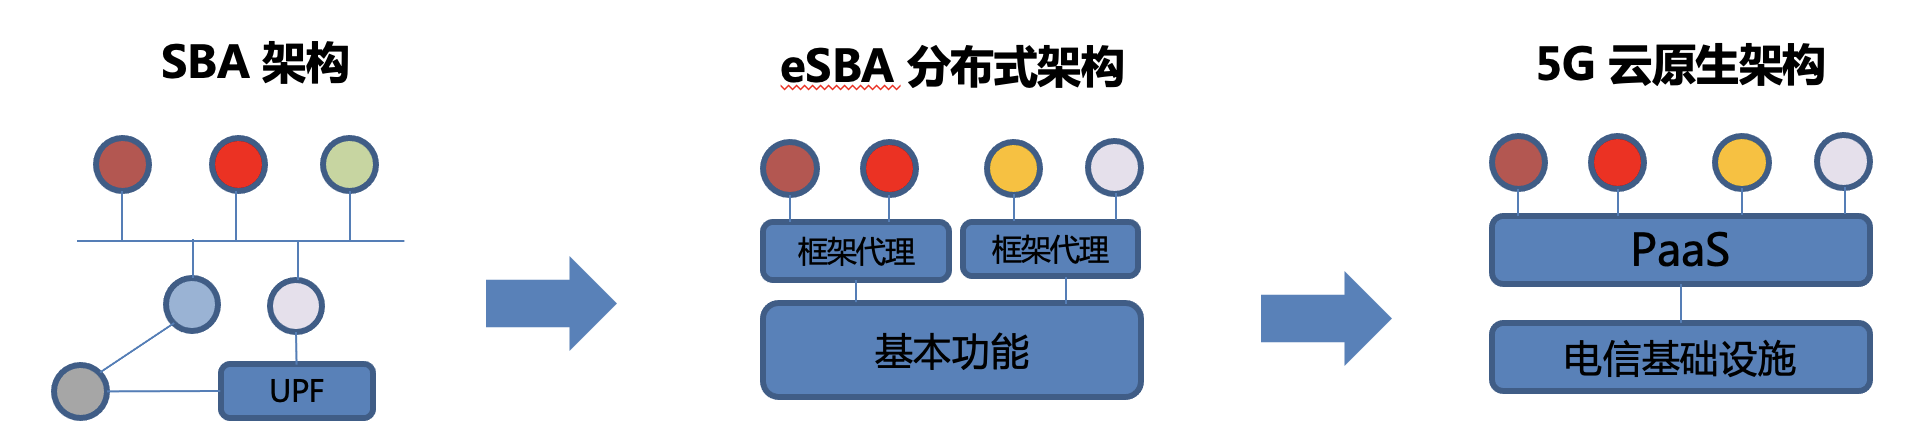 SBA 架构
eSBA 分布式架构
5G 云原生架构
框架代理
框架代理
PaaS
基本功能
电信基础设施
UPF